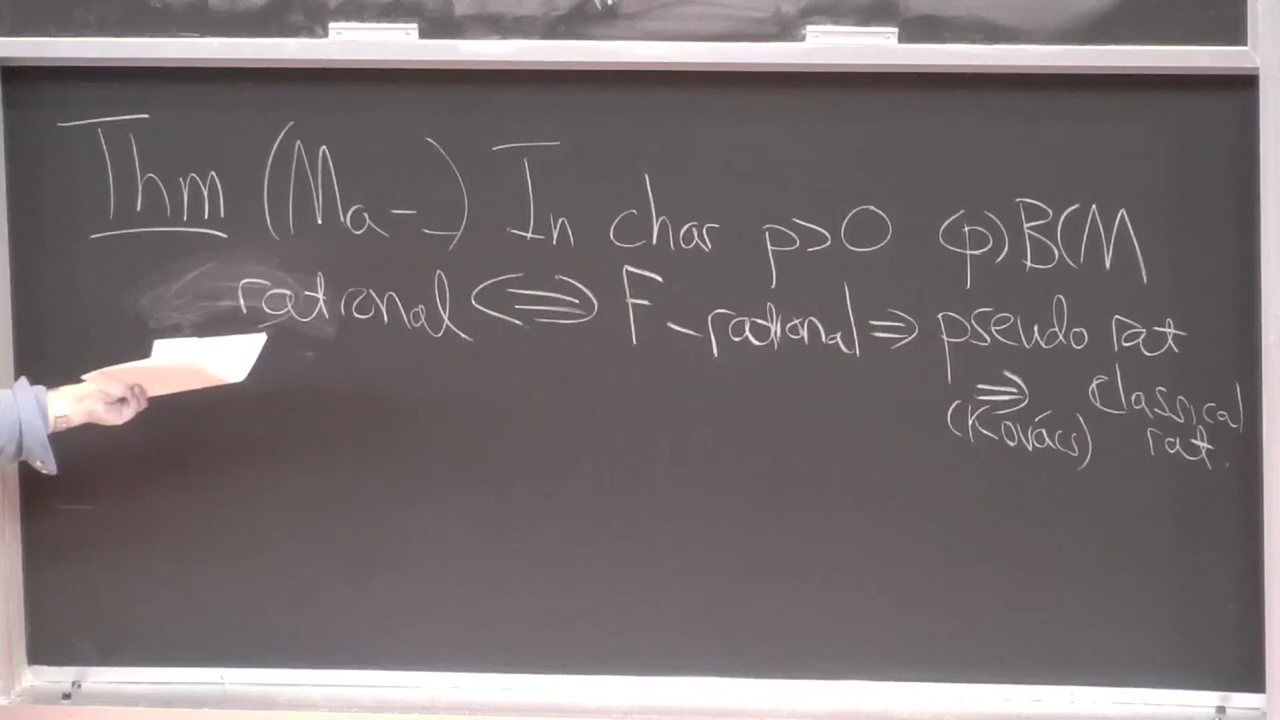 Thm (Ma-_) In char p>0 (φ)BCM
rational <=> F-rational => pseudo rat
=> classical
(Kovács) rat.